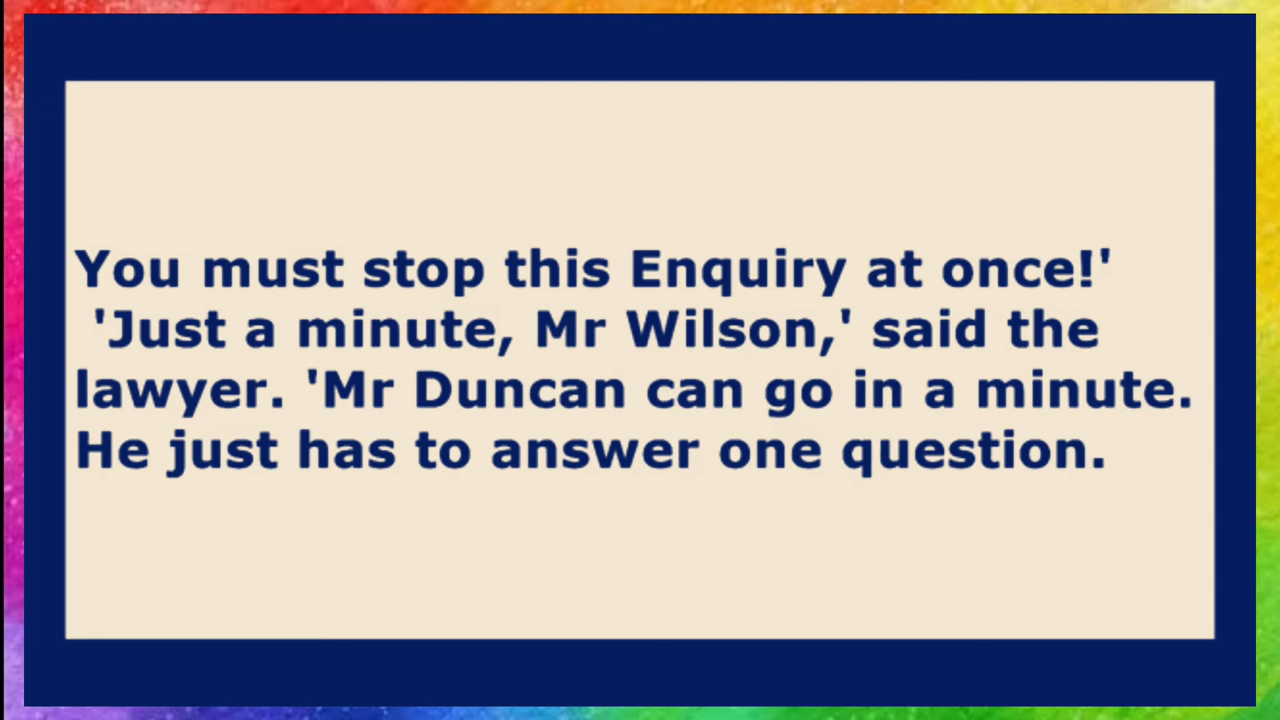 You must stop this Enquiry at once!'
'Just a minute, Mr Wilson,' said the
lawyer. 'Mr Duncan can go in a minute.
He just has to answer one question.